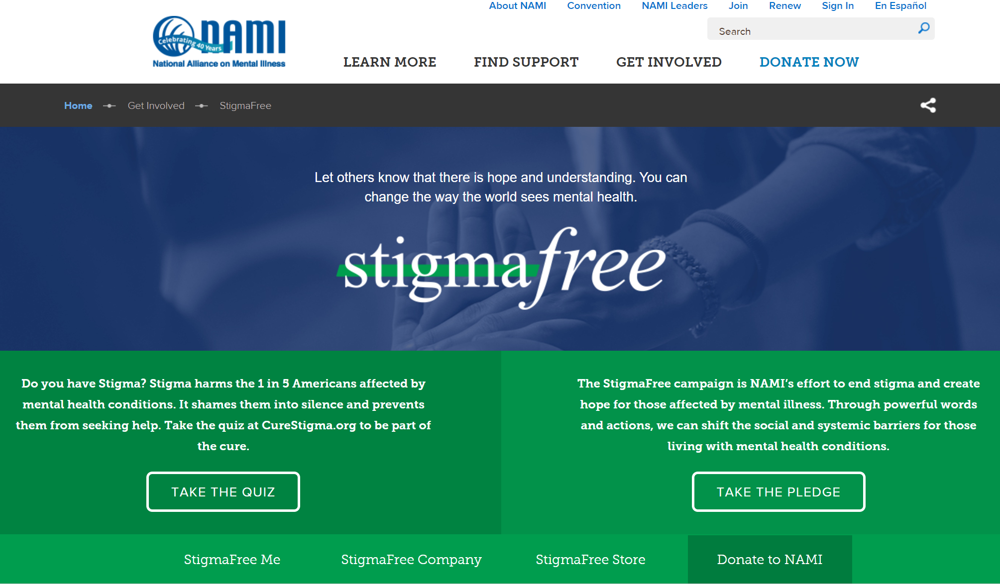 About NAMI Convention NAMI Leaders Join Renew Sign In En Español
Search
NAMI
Celebrating 40 Years
National Alliance on Mental Illness
LEARN MORE FIND SUPPORT GET INVOLVED DONATE NOW
Home Get Involved StigmaFree
Let others know that there is hope and understanding. You can
change the way the world sees mental health.
stigmafree
Do you have Stigma? Stigma harms the 1 in 5 Americans affected by
mental health conditions. It shames them into silence and prevents
them from seeking help. Take the quiz at CureStigma.org to be part of
the cure.
TAKE THE QUIZ
The StigmaFree campaign is NAMI’s effort to end stigma and create
hope for those affected by mental illness. Through powerful words
and actions, we can shift the social and systemic barriers for those
living with mental health conditions.
TAKE THE PLEDGE
StigmaFree Me StigmaFree Company StigmaFree Store Donate to NAMI